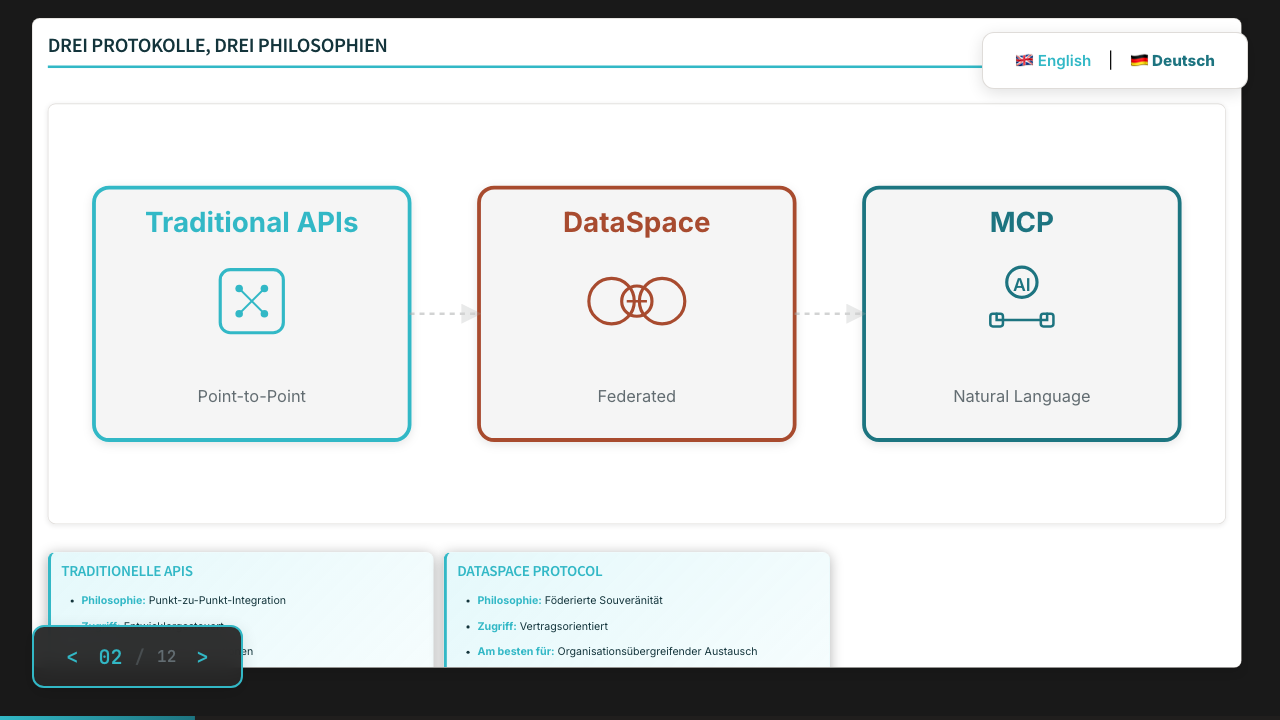 DREI PROTOKOLLE, DREI PHILOSOPHIEN
English | Deutsch
Traditional APIs
Point-to-Point
DataSpace
Federated
MCP
AI
Natural Language
TRADITIONELLE APIS
• Philosophie: Punkt-zu-Punkt-Integration
Zugriff: Entwicklergesteuert
en
DATASPACE PROTOCOL
• Philosophie: Föderierte Souveränität
• Zugriff: Vertragsorientiert
• Am besten für: Organisationsübergreifender Austausch
< 02 / 12 >